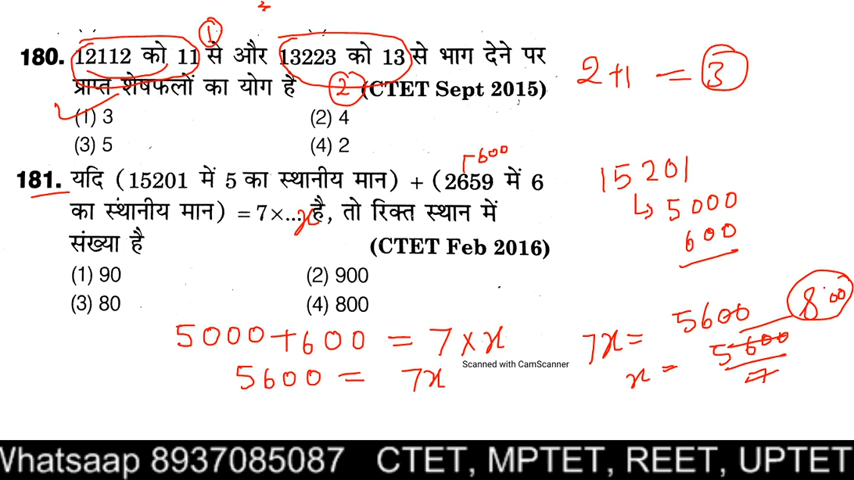 180. 12112 को 11 से और 13223 को 13 से भाग देने पर
प्राप्त शेषफलों का योग है (CTET Sept 2015)
(1) 3 (2) 4
(3) 5 (4) 2
1
2
2+1 = 3
181. यदि (15201 में 5 का स्थानीय मान) + (2659 में 6
का स्थानीय मान) = 7 ×... है, तो रिक्त स्थान में
संख्या है (CTET Feb 2016)
(1) 90 (2) 900
(3) 80 (4) 800
600
x
15201
5000
600
5000+600 = 7×x
5600 = 7x
7x = 5600
x = 5600/7
800
Scanned with CamScanner
Whatsaap 8937085087 CTET, MPTET, REET, UPTET